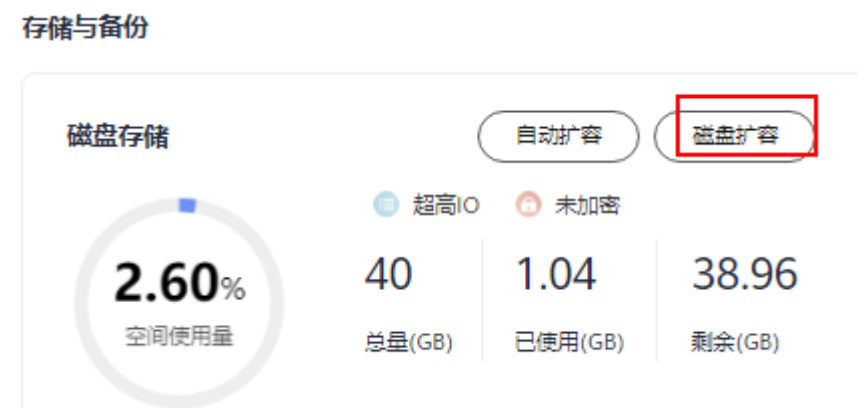 存储与备份
磁盘存储 自动扩容 磁盘扩容
超高IO 未加密
2.60% 40 1.04 38.96
空间使用量 总量(GB) 已使用(GB) 剩余(GB)